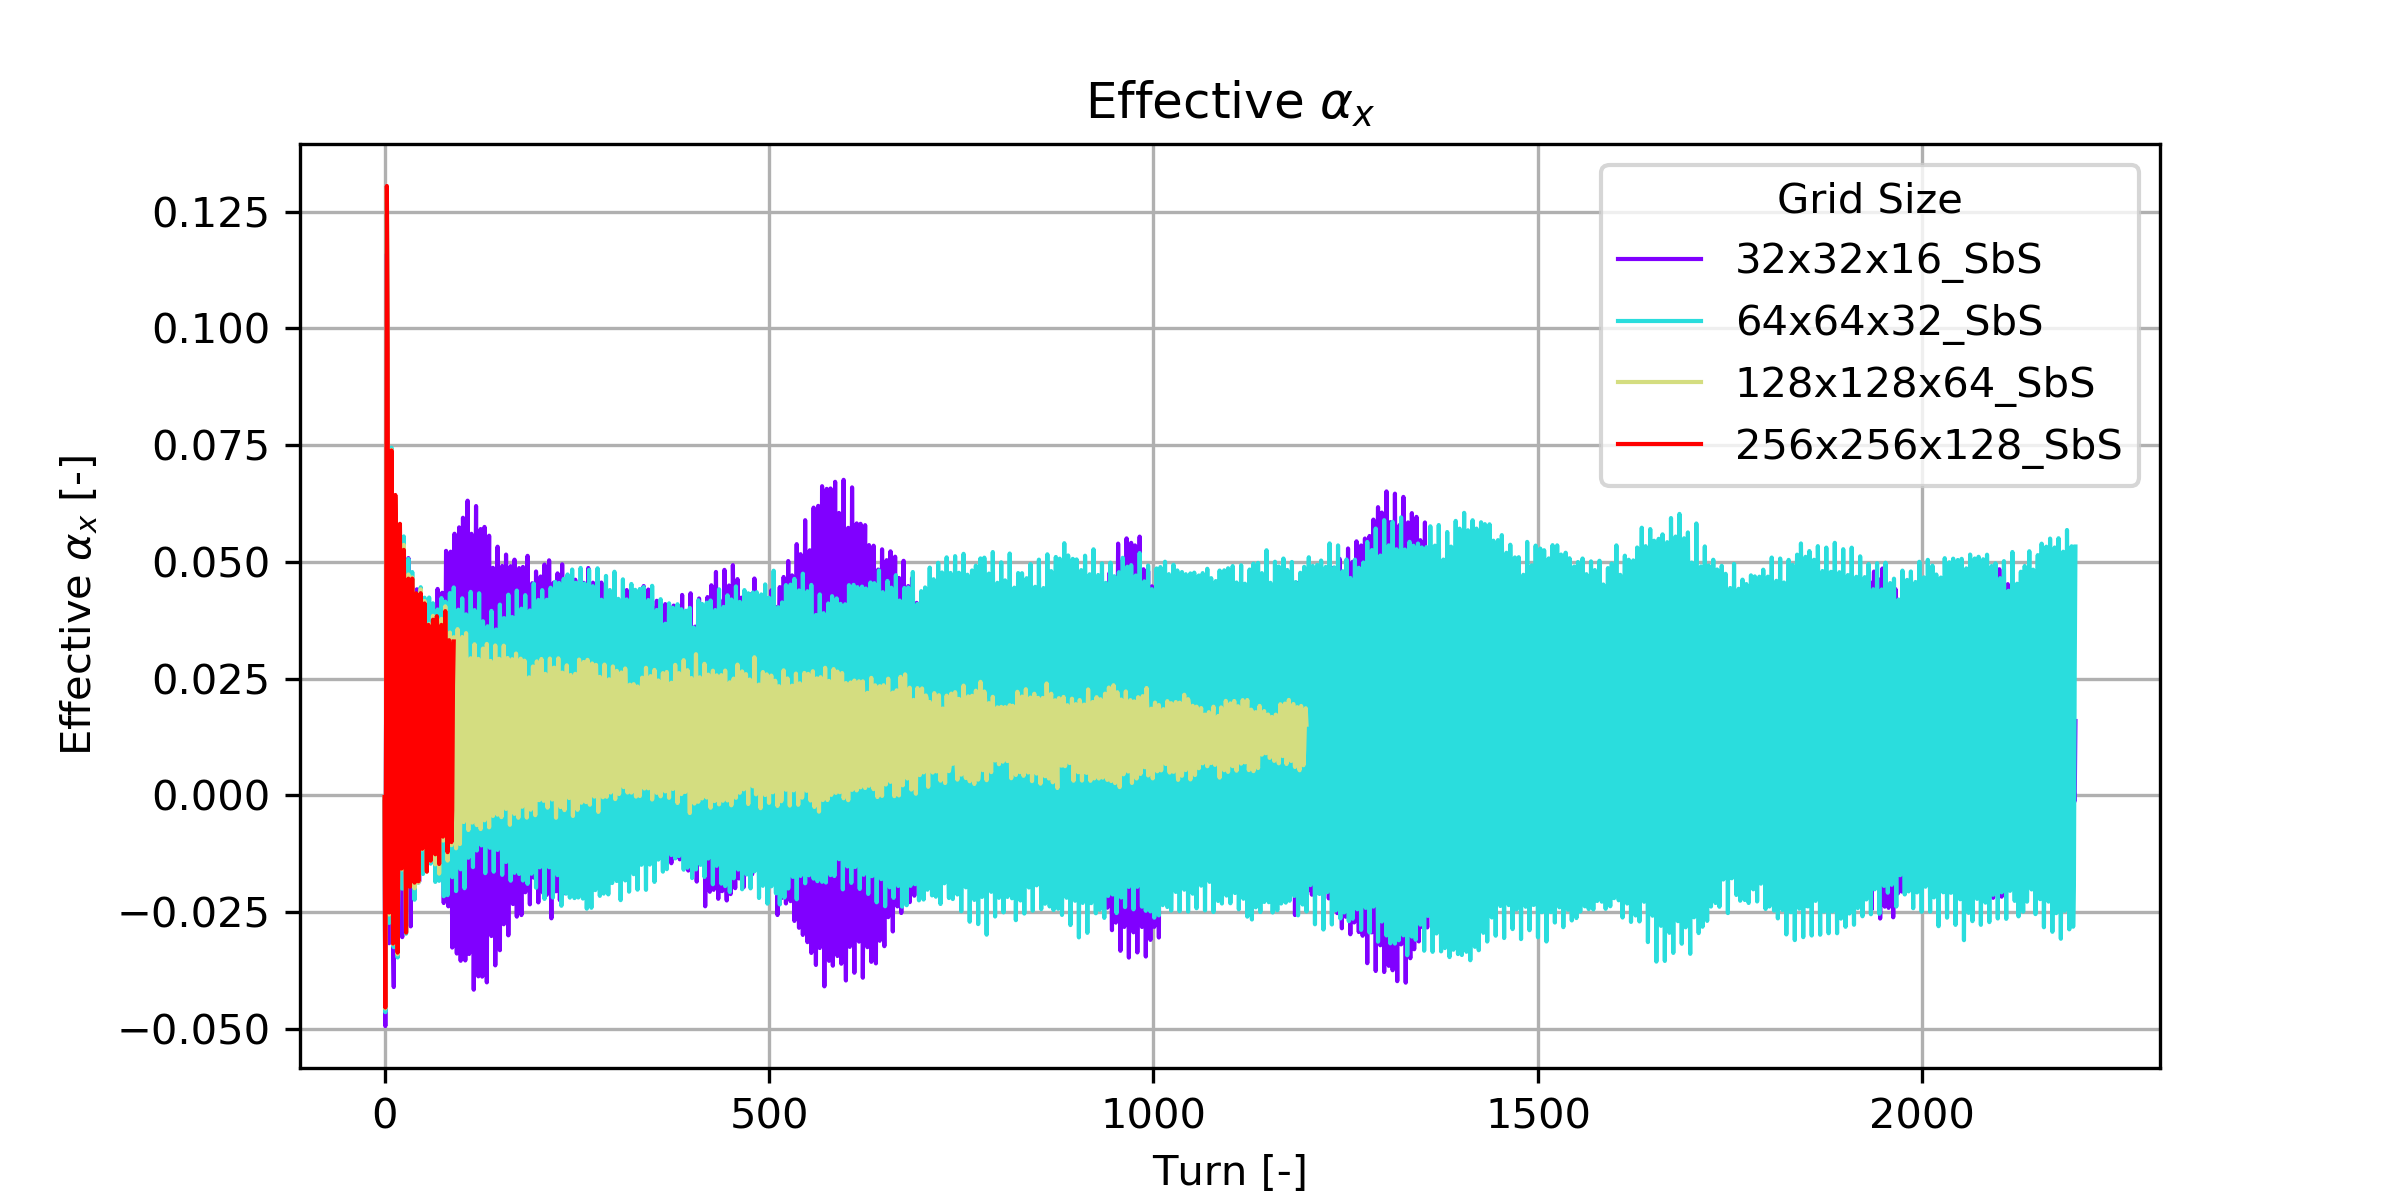 Effective αx
Effective αx [-]
0.125
0.100
0.075
0.050
0.025
0.000
−0.025
−0.050
Grid Size
32x32x16_SbS
64x64x32_SbS
128x128x64_SbS
256x256x128_SbS
0 500 1000 1500 2000
Turn [-]